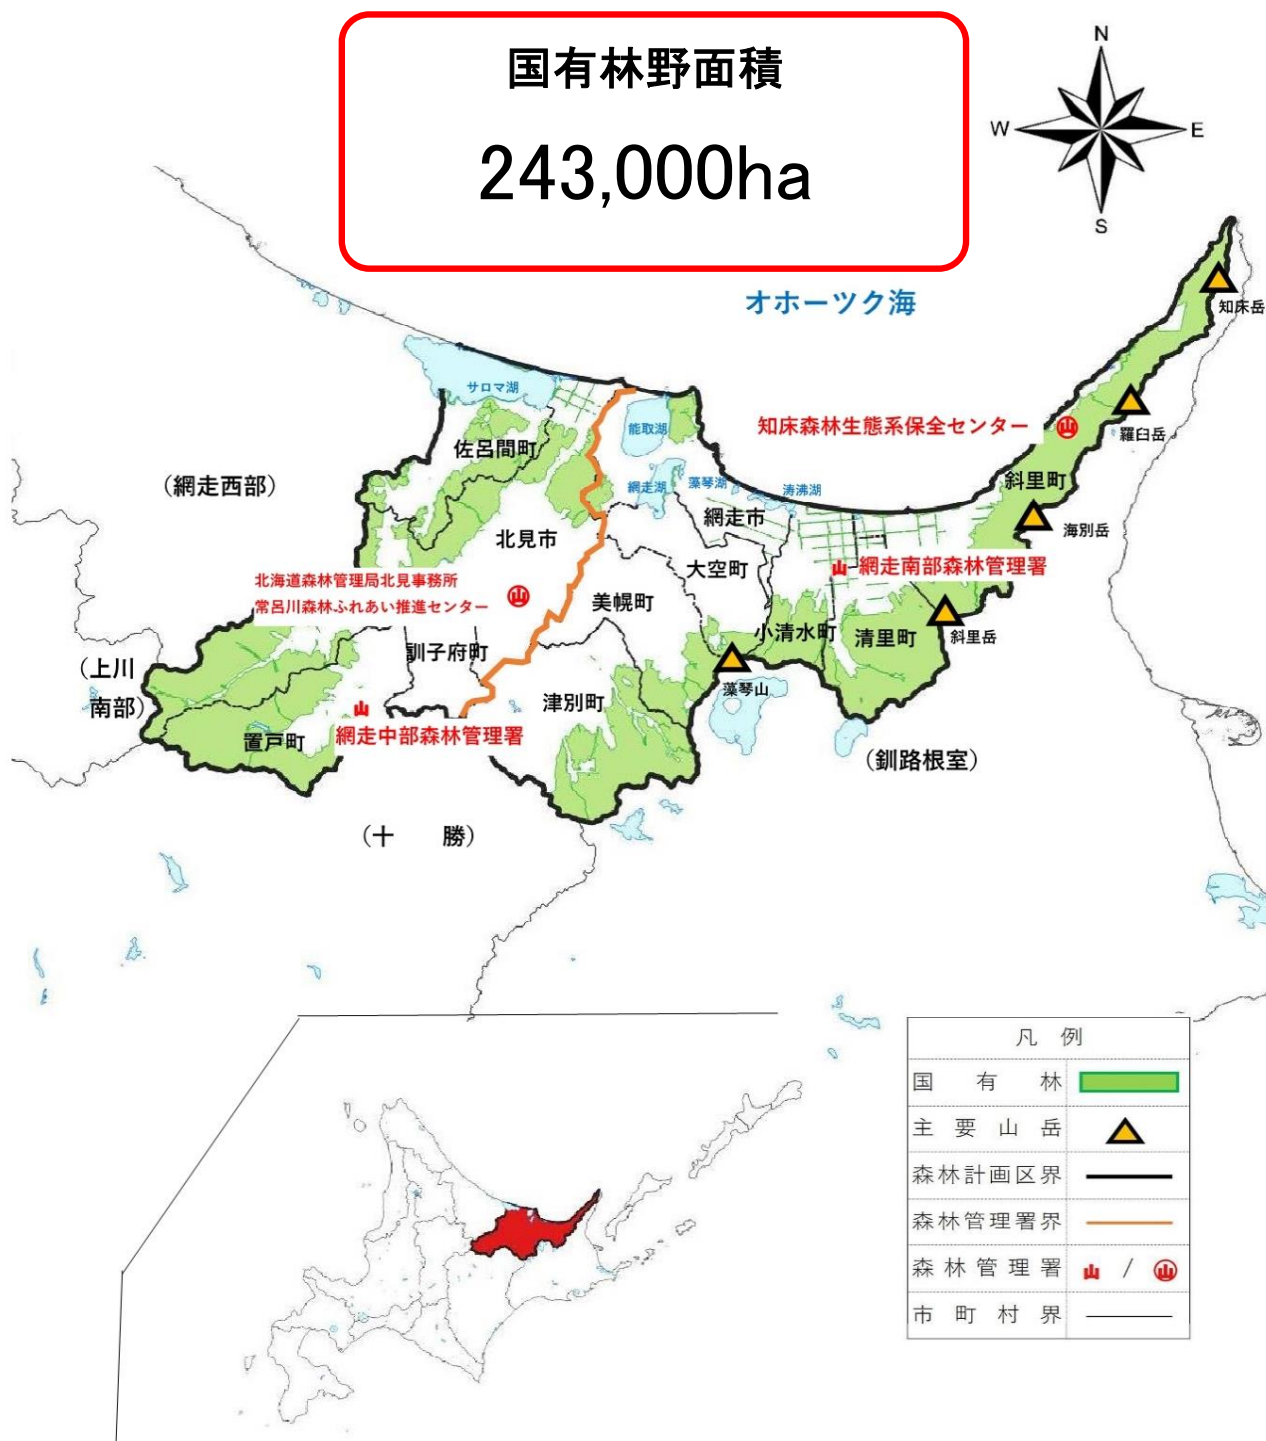 国有林野面積
243,000ha
N
W
E
S
オホーツク海
知床岳
サロマ湖
能取湖
知床森林生態系保全センター
羅臼岳
佐呂間町
(網走西部)
網走湖
藻琴湖
涛沸湖
斜里町
網走市
海別岳
北見市
大空町
網走南部森林管理署
北海道森林管理局北見事務所
常呂川森林ふれあい推進センター
美幌町
小清水町
清里町
斜里岳
訓子府町
(上川
南部)
津別町
藻琴山
置戸町
網走中部森林管理署
(釧路根室)
(十 勝)
凡 例
国 有 林
主 要 山 岳
森林計画区界
森林管理署界
森林管理署
山 / 山
市 町 村 界